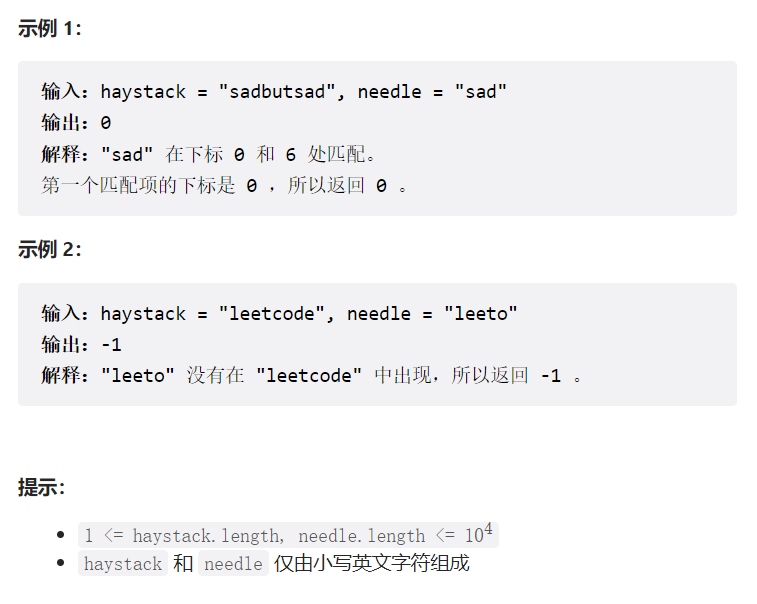 示例 1:
输入: haystack = "sadbutsad", needle = "sad"
输出: 0
解释: "sad" 在下标 0 和 6 处匹配。
第一个匹配项的下标是 0 ，所以返回 0 。
示例 2:
输入: haystack = "leetcode", needle = "leeto"
输出: -1
解释: "leeto" 没有在 "leetcode" 中出现，所以返回 -1 。
提示:
• 1 <= haystack.length, needle.length <= 10⁴
• haystack 和 needle 仅由小写英文字符组成